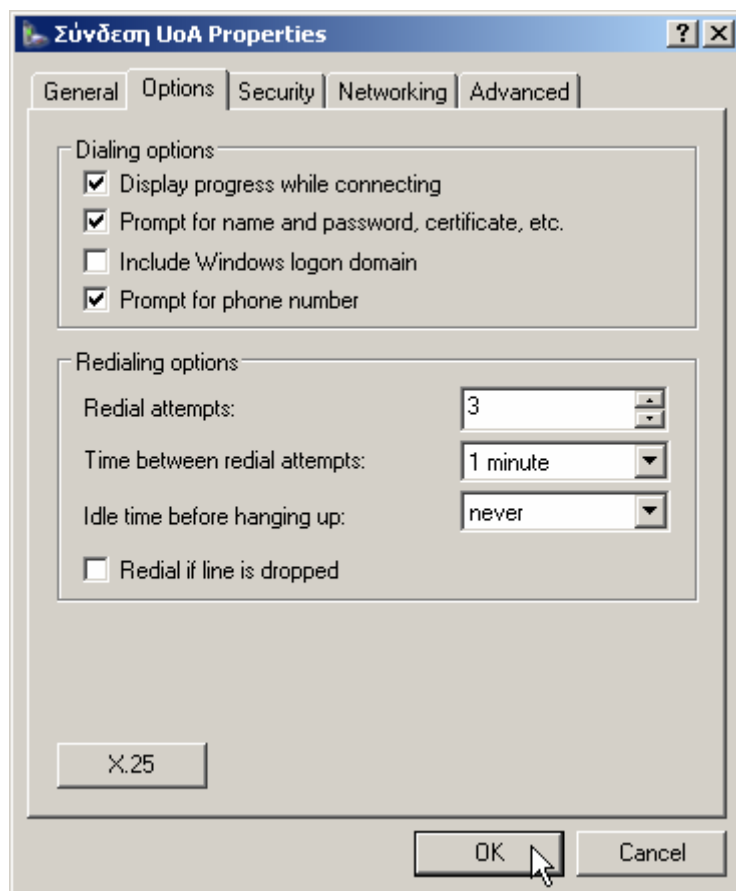 Σύνδεση UoA Properties
General Options Security Networking Advanced
Dialing options
Display progress while connecting
Prompt for name and password, certificate, etc.
Include Windows logon domain
Prompt for phone number
Redialing options
Redial attempts: 3
Time between redial attempts: 1 minute
Idle time before hanging up: never
Redial if line is dropped
X.25
OK Cancel